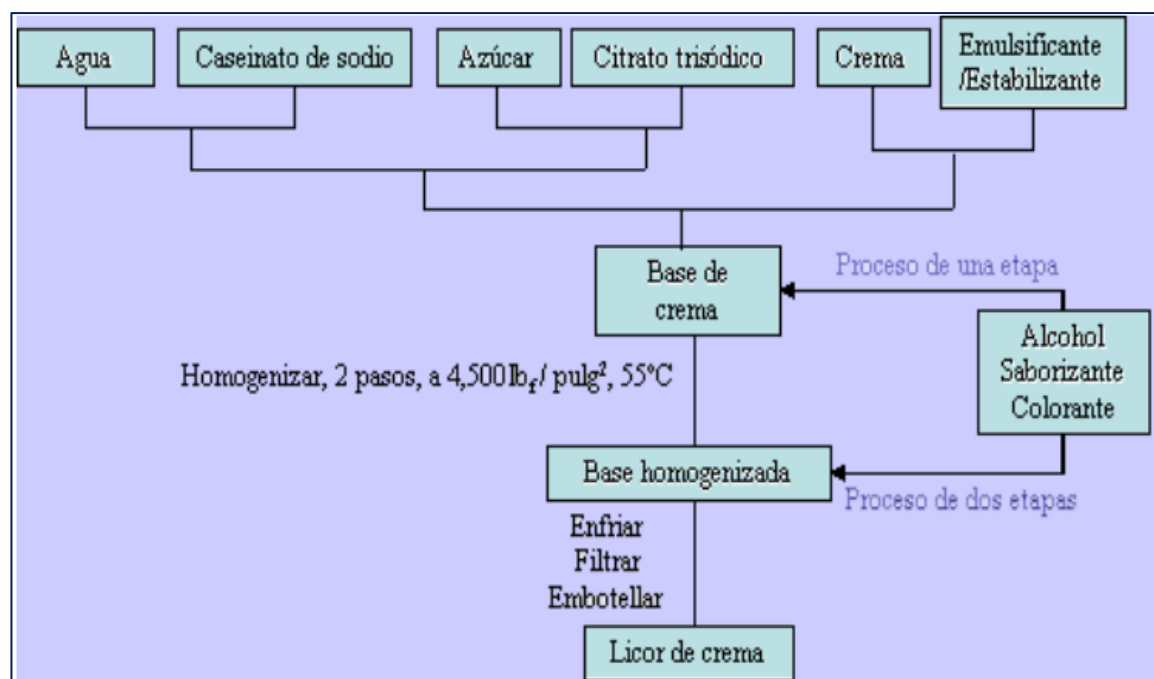 Agua
Caseinato de sodio
Azúcar
Citrato trisódico
Crema
Emulsificante
/Estabilizante
Base de
crema
Proceso de una etapa
Alcohol
Saborizante
Colorante
Homogenizar, 2 pasos, a 4,500 lbf / pulg², 55°C
Base homogenizada
Proceso de dos etapas
Enfriar
Filtrar
Embotellar
Licor de crema